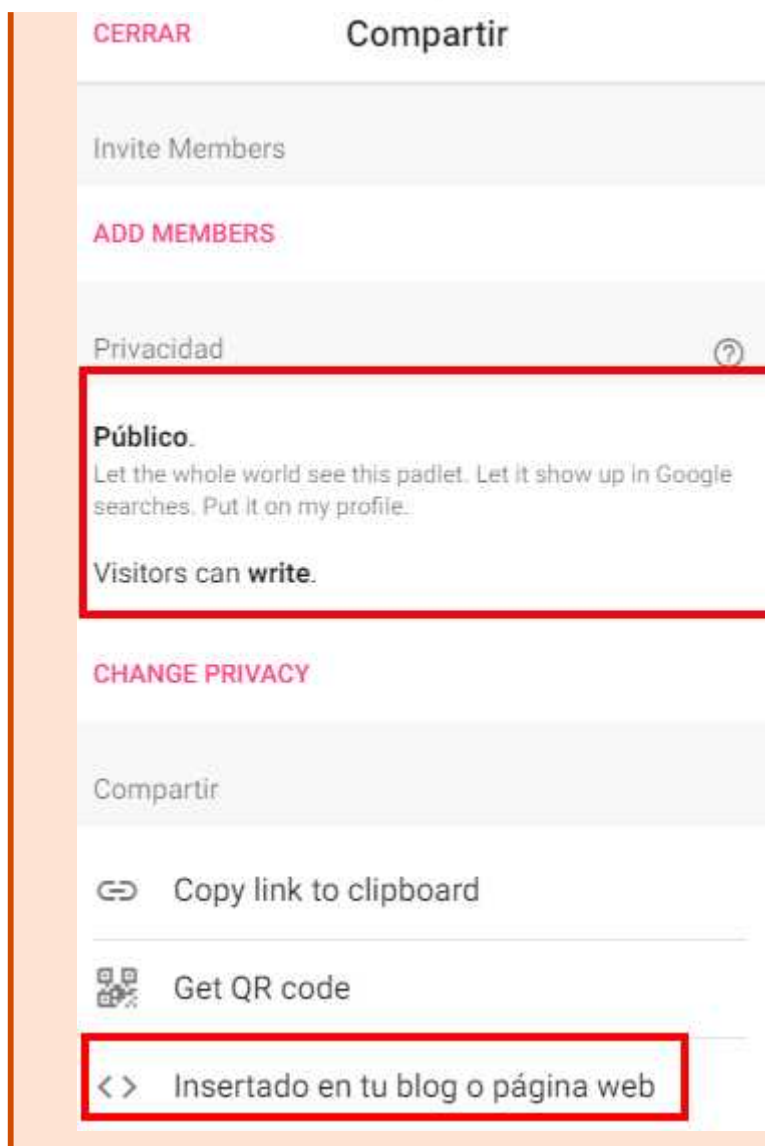 CERRAR Compartir
Invite Members
ADD MEMBERS
Privacidad
Público.
Let the whole world see this padlet. Let it show up in Google
searches. Put it on my profile.
Visitors can write.
CHANGE PRIVACY
Compartir
Copy link to clipboard
Get QR code
Insertado en tu blog o página web